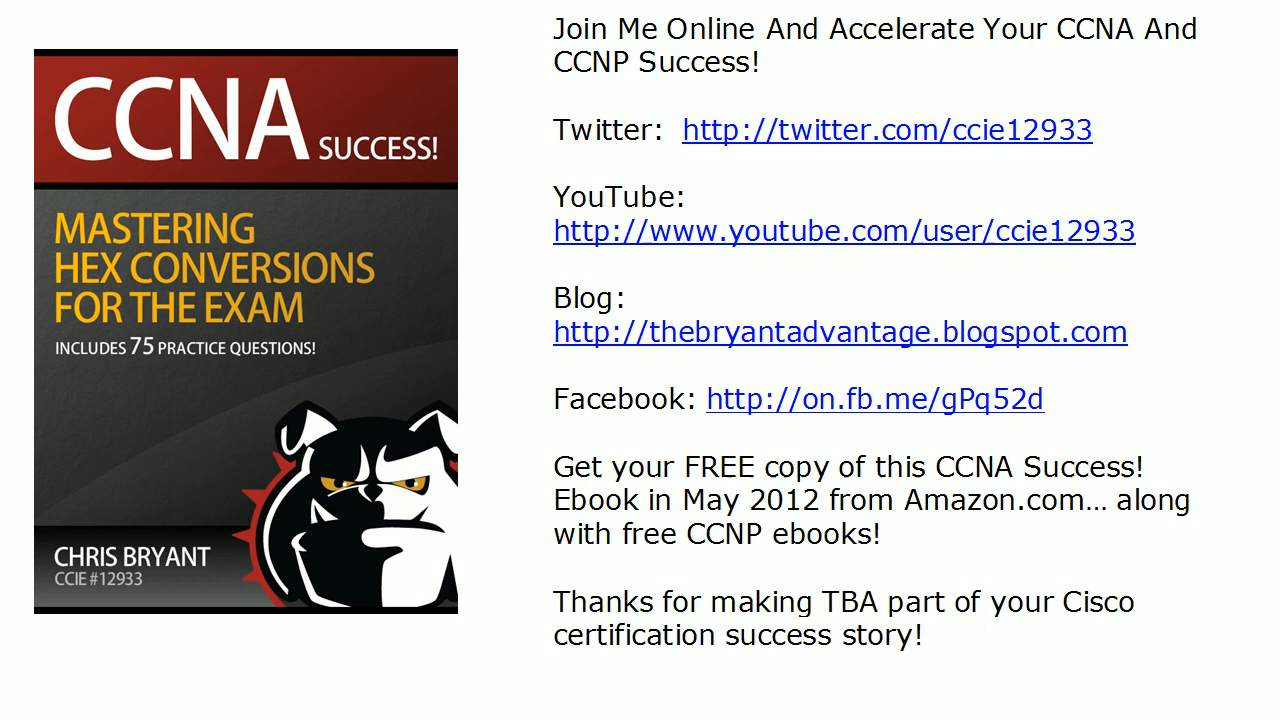 CCNA SUCCESS!
MASTERING
HEX CONVERSIONS
FOR THE EXAM
INCLUDES 75 PRACTICE QUESTIONS!
CHRIS BRYANT
CCIE #12933
Join Me Online And Accelerate Your CCNA And
CCNP Success!
Twitter: http://twitter.com/ccie12933
YouTube:
http://www.youtube.com/user/ccie12933
Blog:
http://thebryantadvantage.blogspot.com
Facebook: http://on.fb.me/gPq52d
Get your FREE copy of this CCNA Success!
Ebook in May 2012 from Amazon.com… along
with free CCNP ebooks!
Thanks for making TBA part of your Cisco
certification success story!